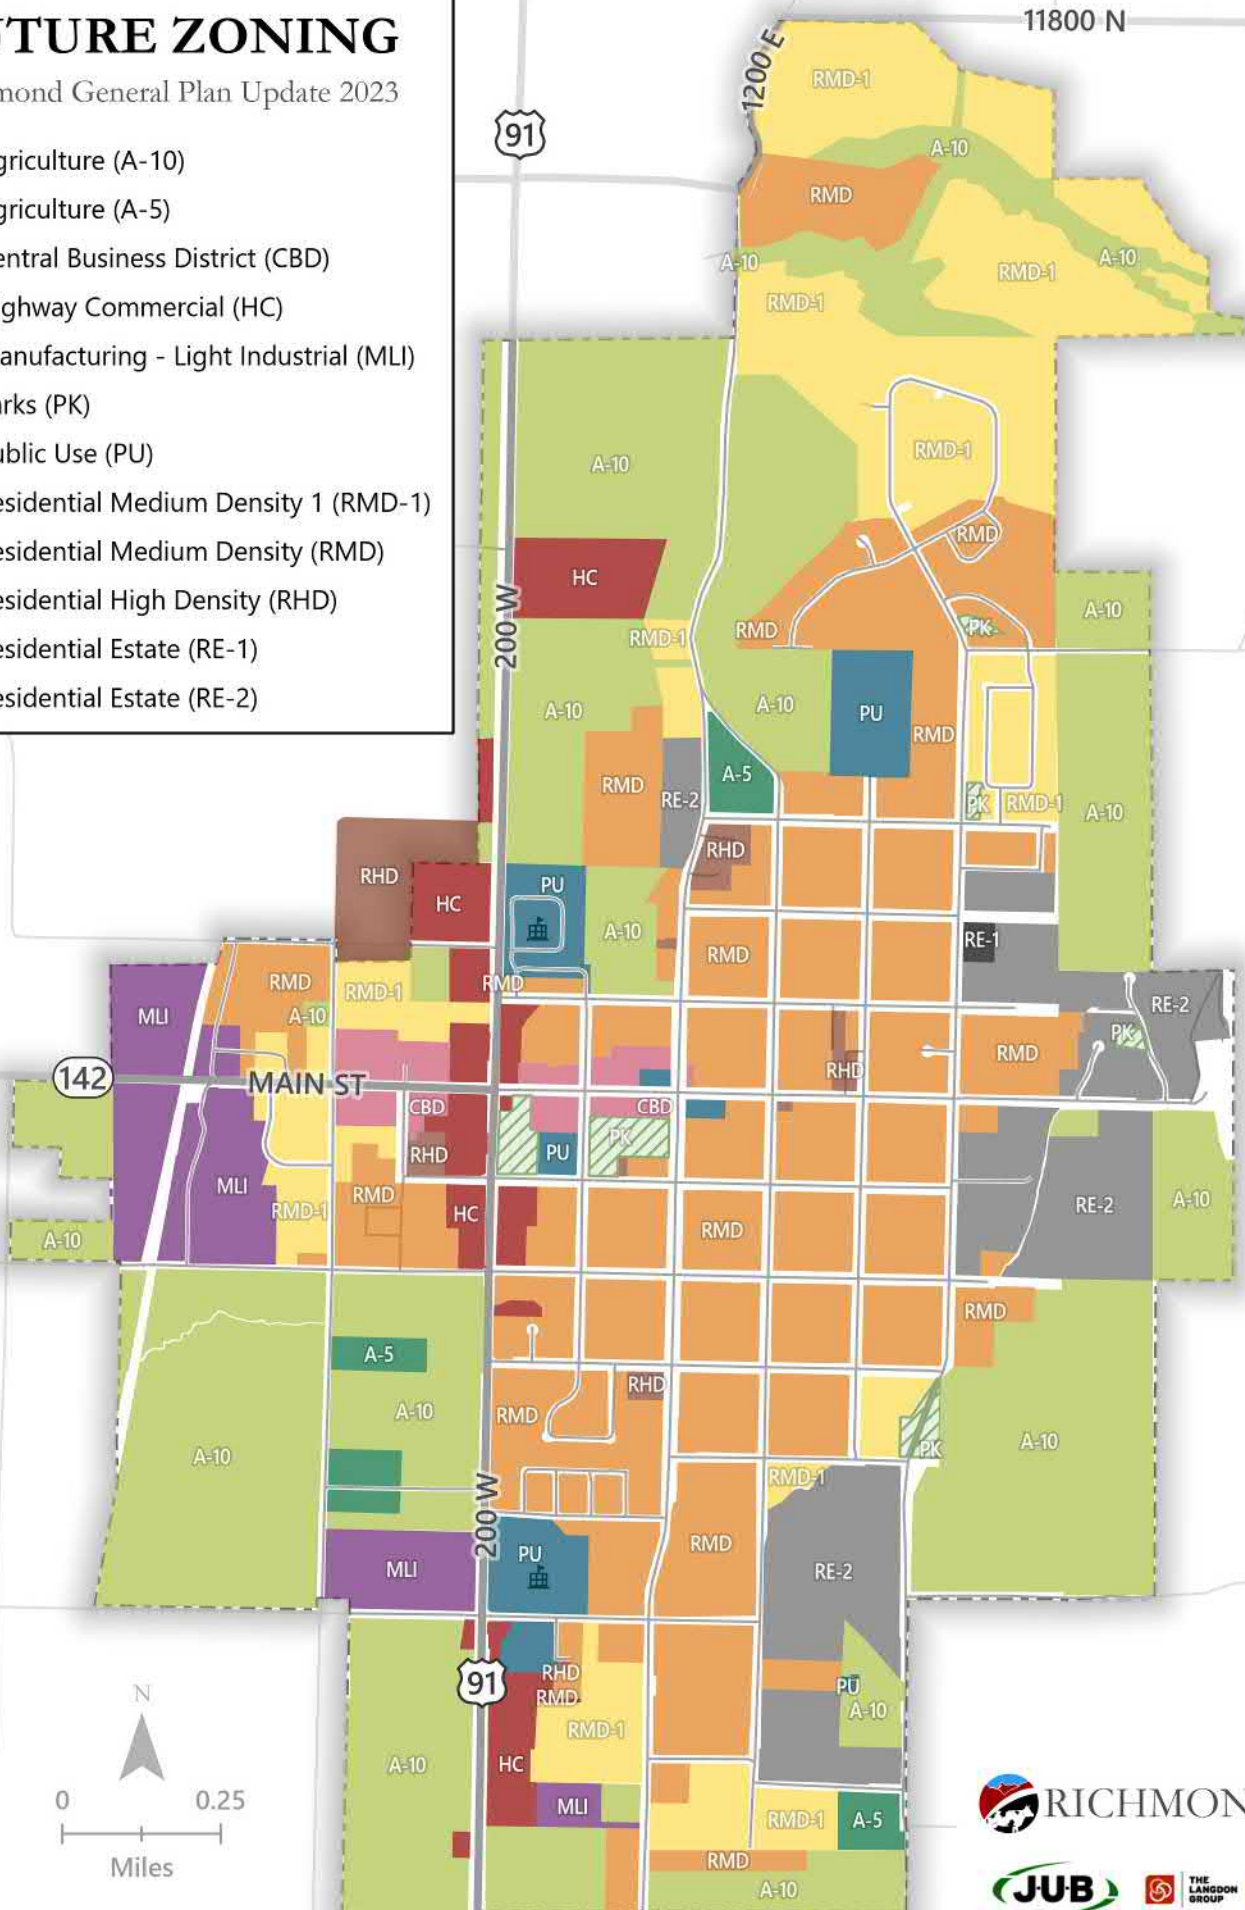 UTURE ZONING
mond General Plan Update 2023
griculture (A-10)
griculture (A-5)
entral Business District (CBD)
ighway Commercial (HC)
anufacturing - Light Industrial (MLI)
arks (PK)
ublic Use (PU)
esidential Medium Density 1 (RMD-1)
esidential Medium Density (RMD)
esidential High Density (RHD)
esidential Estate (RE-1)
esidential Estate (RE-2)
11800 N
1200 E
91
RMD-1
A-10
RMD
A-10
A-10
RMD-1
RMD-1
RMD-1
A-10
RMD
HC
200 W
RMD-1
RMD
PK
A-10
A-10
A-10
PU
RMD
A-5
RMD
RE-2
PK
RMD-1
A-10
RHD
RHD
HC
PU
A-10
RMD
RE-1
RMD
RMD-1
RMD
A-10
MLI
RE-2
PK
RMD
RHD
142
MAIN ST
CBD
CBD
RHD
PU
PK
MLI
RMD
RMD-1
HC
RMD
RE-2
A-10
A-10
RMD
A-5
RHD
A-10
RMD
PK
A-10
A-10
RMD-1
200 W
RMD
PU
MLI
RE-2
91
RHD
RMD
RMD-1
PU
A-10
A-10
HC
MLI
RMD-1
A-5
RMD
A-10
N
0 0.25
Miles
RICHMON
J-U-B
THE
LANGDON
GROUP